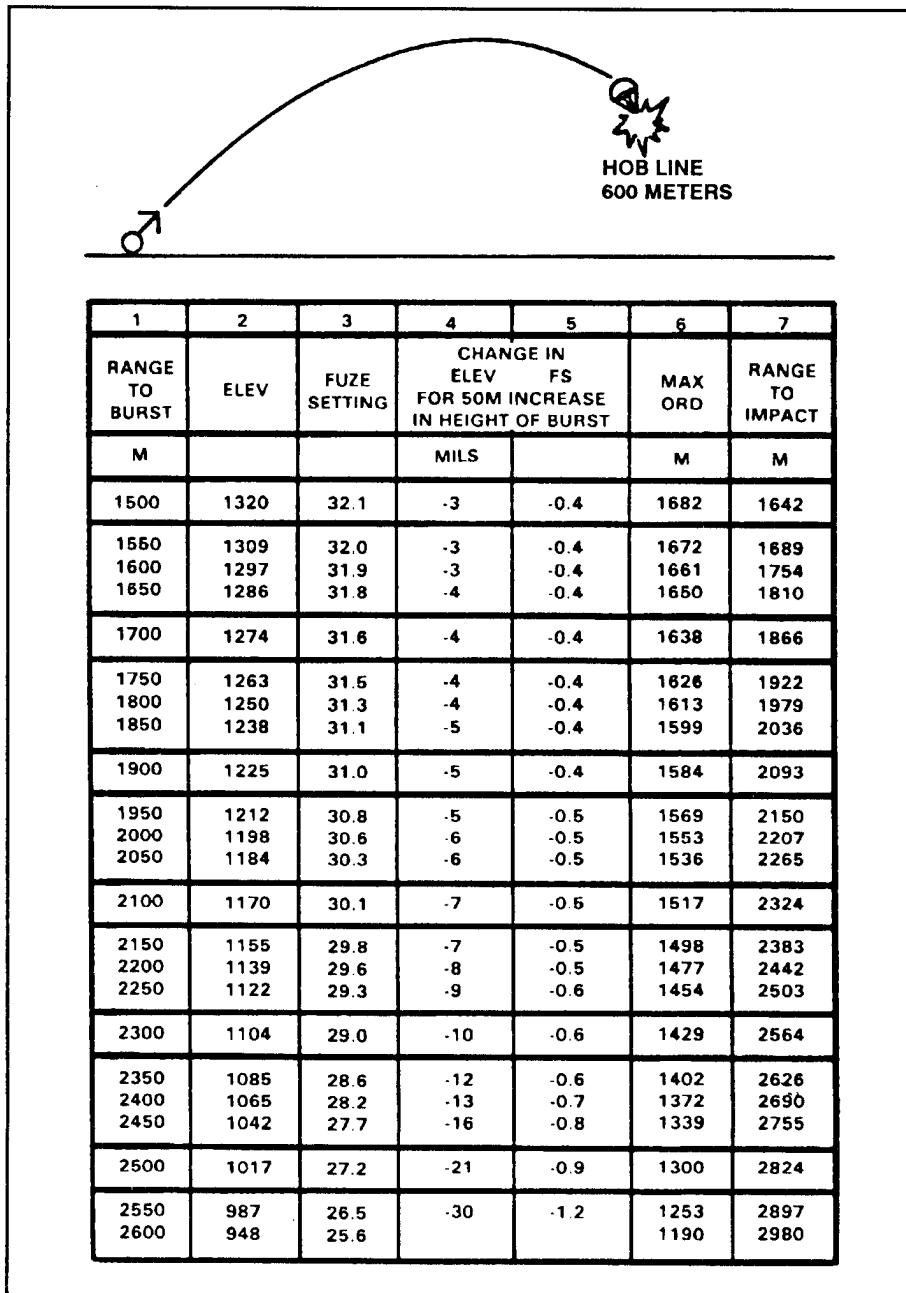 HOB LINE
600 METERS
1 2 3 4 5 6 7
RANGE TO BURST ELEV FUZE SETTING CHANGE IN ELEV FS FOR 50M INCREASE IN HEIGHT OF BURST MAX ORD RANGE TO IMPACT
M MILS M M
1500 1320 32.1 -3 -0.4 1682 1642
1550 1309 32.0 -3 -0.4 1672 1689
1600 1297 31.9 -3 -0.4 1661 1754
1650 1286 31.8 -4 -0.4 1650 1810
1700 1274 31.6 -4 -0.4 1638 1866
1750 1263 31.5 -4 -0.4 1626 1922
1800 1250 31.3 -4 -0.4 1613 1979
1850 1238 31.1 -5 -0.4 1599 2036
1900 1225 31.0 -5 -0.4 1584 2093
1950 1212 30.8 -5 -0.5 1569 2150
2000 1198 30.6 -6 -0.5 1553 2207
2050 1184 30.3 -6 -0.5 1536 2265
2100 1170 30.1 -7 -0.5 1517 2324
2150 1155 29.8 -7 -0.5 1498 2383
2200 1139 29.6 -8 -0.5 1477 2442
2250 1122 29.3 -9 -0.6 1454 2503
2300 1104 29.0 -10 -0.6 1429 2564
2350 1085 28.6 -12 -0.6 1402 2626
2400 1065 28.2 -13 -0.7 1372 2690
2450 1042 27.7 -16 -0.8 1339 2755
2500 1017 27.2 -21 -0.9 1300 2824
2550 987 26.5 -30 -1.2 1253 2897
2600 948 25.6 1190 2980